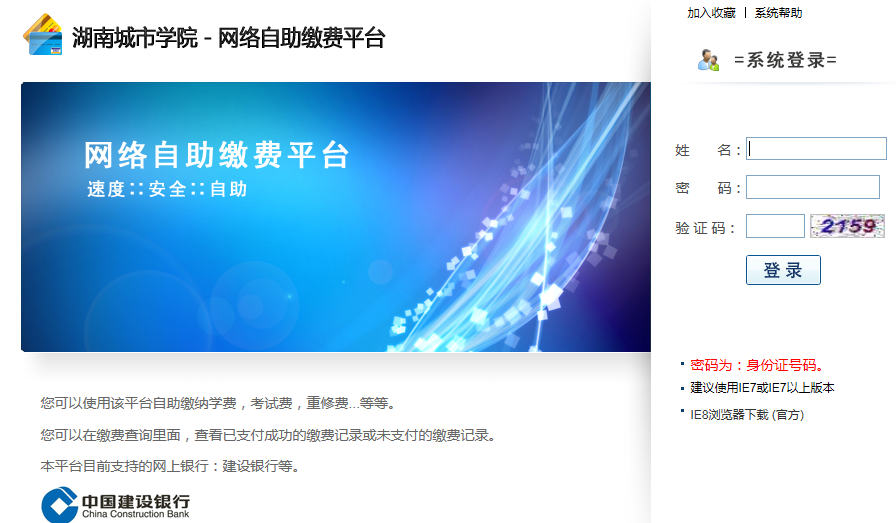 湖南城市学院 - 网络自助缴费平台
加入收藏 | 系统帮助
网络自助缴费平台
速度::安全::自助
=系统登录=
姓 名：
密 码：
验证码： 2159
登 录
密码为：身份证号码。
建议使用IE7或IE7以上版本
IE8浏览器下载 (官方)
您可以使用该平台自助缴纳学费，考试费，重修费...等等。
您可以在缴费查询里面，查看已支付成功的缴费记录或未支付的缴费记录。
本平台目前支持的网上银行：建设银行等。
中国建设银行
China Construction Bank